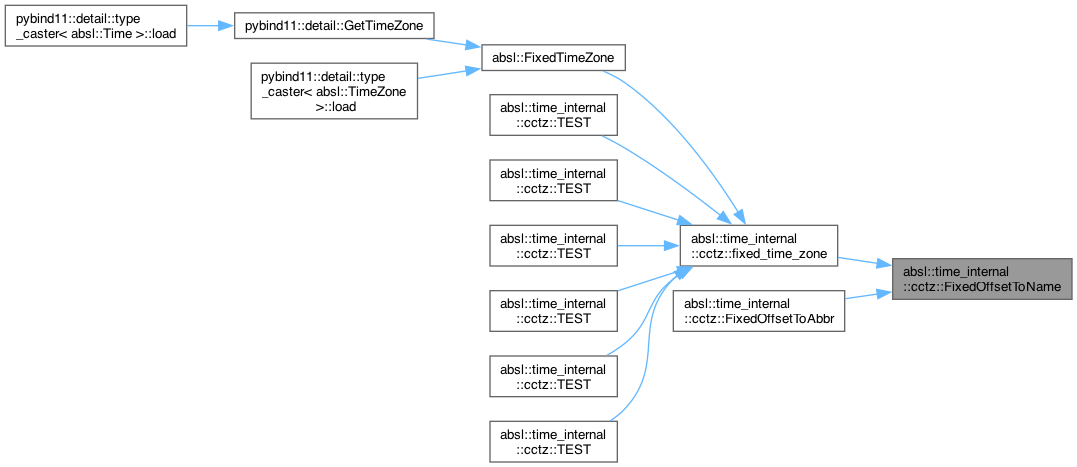 pybind11::detail::type
_caster< absl::Time >::load
pybind11::detail::GetTimeZone
absl::FixedTimeZone
pybind11::detail::type
_caster< absl::TimeZone
>::load
absl::time_internal
::cctz::TEST
absl::time_internal
::cctz::TEST
absl::time_internal
::cctz::TEST
absl::time_internal
::cctz::TEST
absl::time_internal
::cctz::TEST
absl::time_internal
::cctz::TEST
absl::time_internal
::cctz::fixed_time_zone
absl::time_internal
::cctz::FixedOffsetToAbbr
absl::time_internal
::cctz::FixedOffsetToName